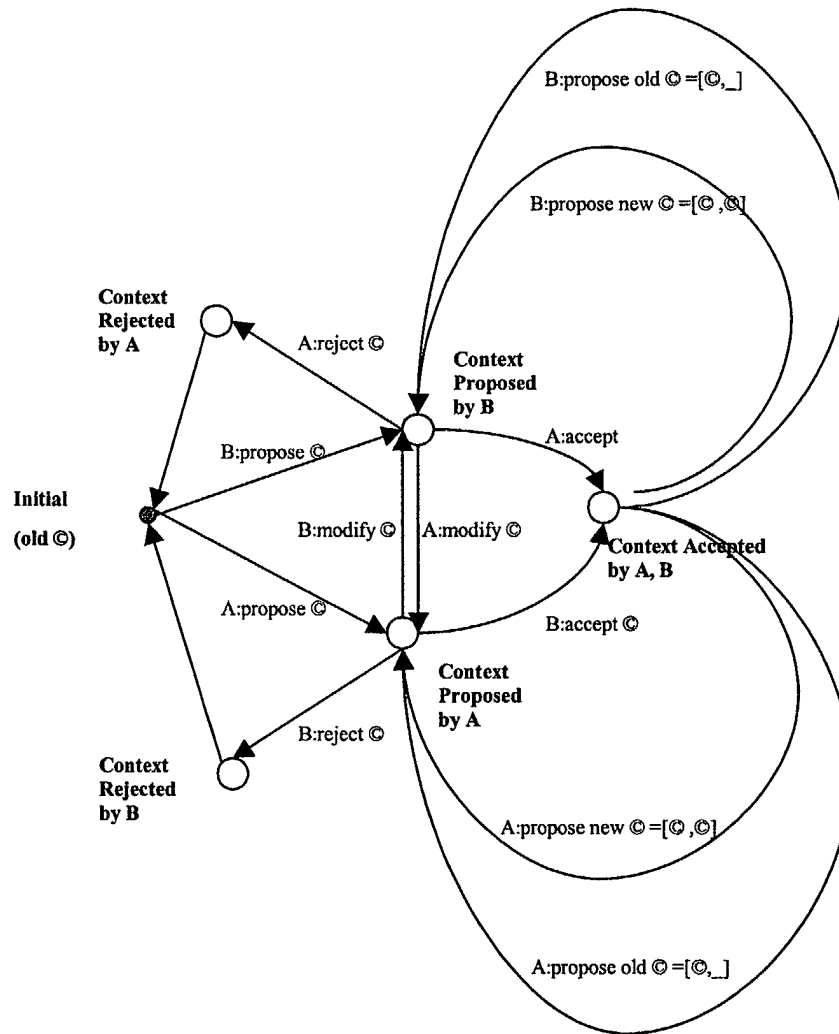 B:propose old © =[©,_]
B:propose new © =[© ,©]
Context
Rejected
by A
A:reject ©
Context
Proposed
by B
A:accept
B:propose ©
Initial
(old ©)
B:modify © A:modify ©
Context Accepted
by A, B
A:propose ©
B:accept ©
Context
Proposed
by A
B:reject ©
Context
Rejected
by B
A:propose new © =[© ,©]
A:propose old © =[©,_]